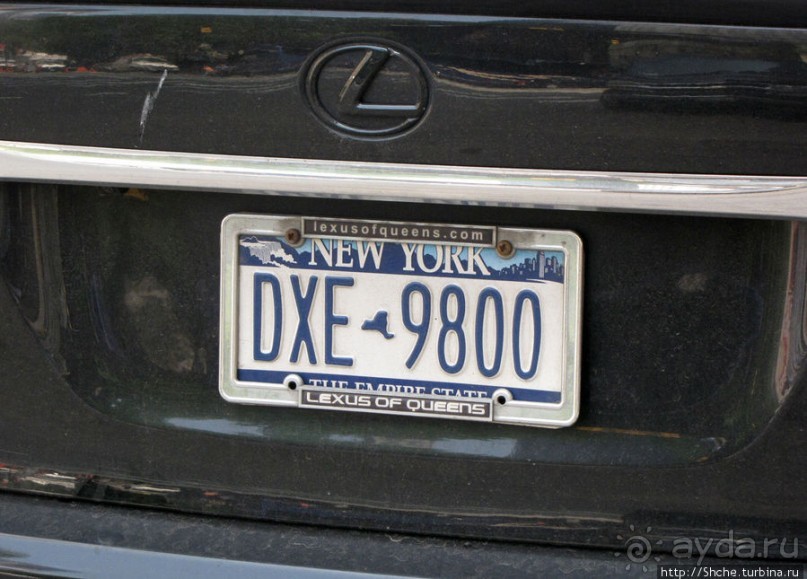 lexusofqueens.com
NEW YORK
DXE 9800
THE EMPIRE STATE
LEXUS OF QUEENS
ayda.ru
http://Shche.turbina.ru